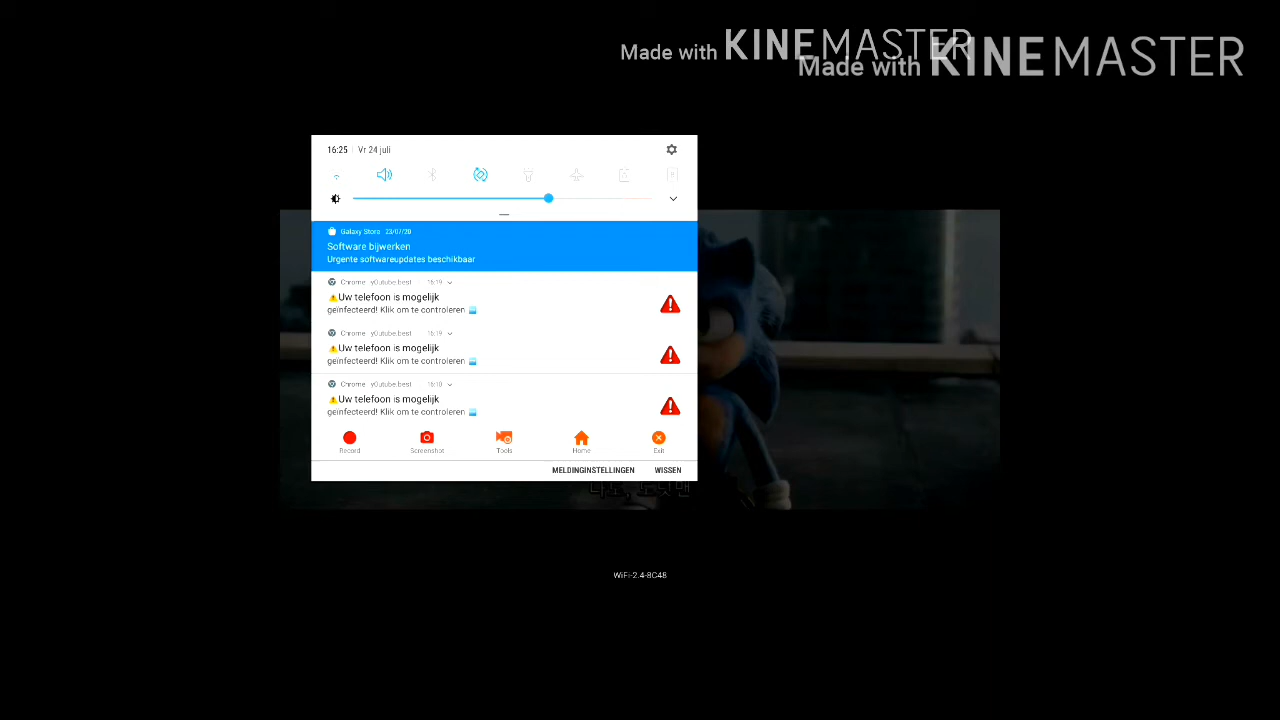 Made with KINEMASTER
Made with KINEMASTER
16:25 | Vr 24 juli
Galaxy Store 23/07/20
Software bijwerken
Urgente softwareupdates beschikbaar
Chrome y0utube.best 16:19
Uw telefoon is mogelijk
geïnfecteerd! Klik om te controleren
Chrome y0utube.best 16:19
Uw telefoon is mogelijk
geïnfecteerd! Klik om te controleren
Chrome y0utube.best 16:10
Uw telefoon is mogelijk
geïnfecteerd! Klik om te controleren
Record Screenshot Tools Home Exit
MELDINGINSTELLINGEN WISSEN
WiFi-2.4-8C48